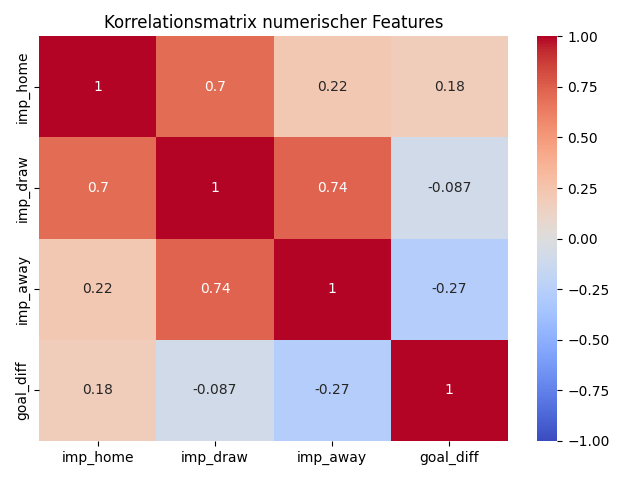 Korrelationsmatrix numerischer Features
imp_home
1
0.7
0.22
0.18
imp_draw
0.7
1
0.74
-0.087
imp_away
0.22
0.74
1
-0.27
goal_diff
0.18
-0.087
-0.27
1
imp_home
imp_draw
imp_away
goal_diff
1.00
0.75
0.50
0.25
0.00
−0.25
−0.50
−0.75
−1.00